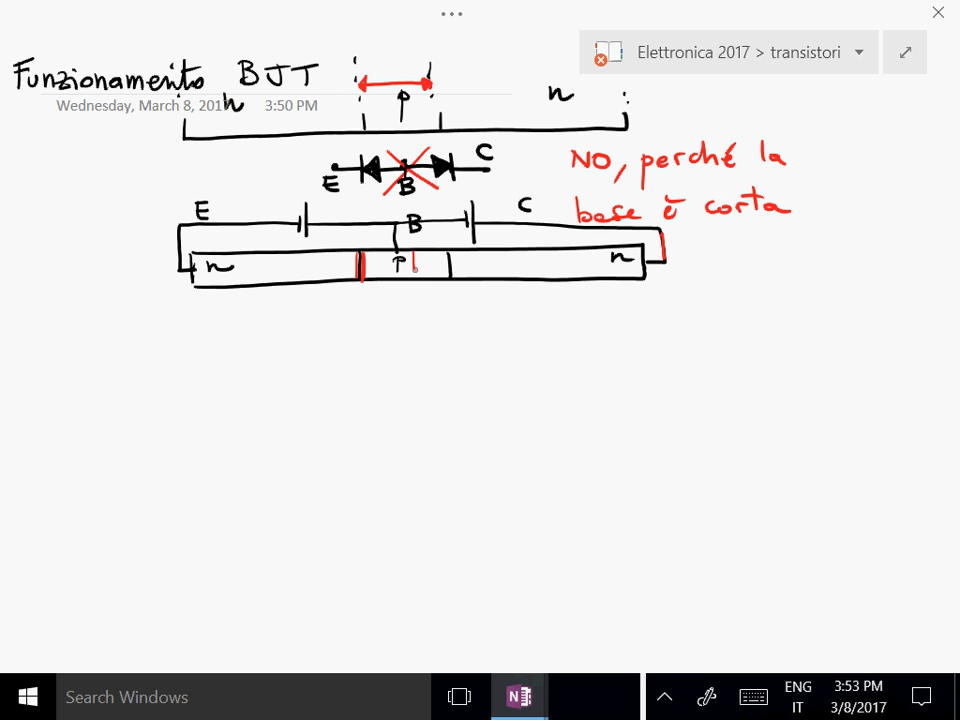 Elettronica 2017 > transistori
Funzionamento BJT
Wednesday, March 8, 2017 3:50 PM
n p n
E B C
NO, perché la
base è corta
E B C
n p n
Search Windows
N
ENG
IT
3:53 PM
3/8/2017